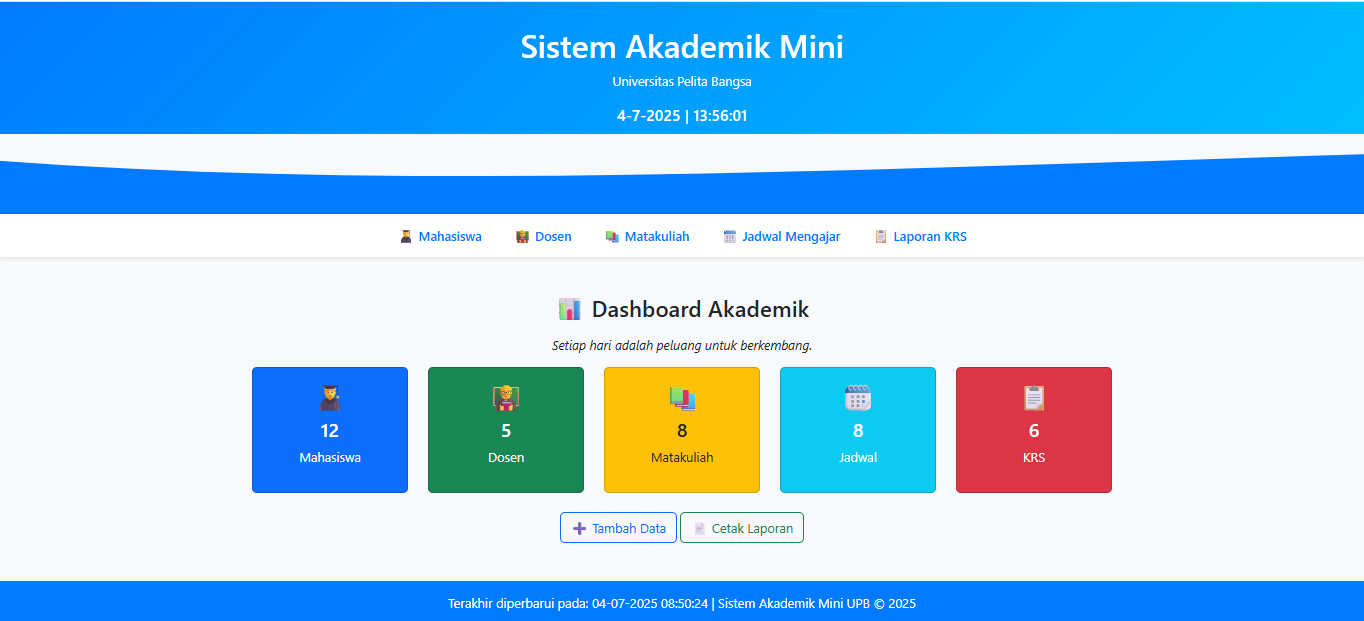 Sistem Akademik Mini
Universitas Pelita Bangsa
4-7-2025 | 13:56:01
Mahasiswa Dosen Matakuliah Jadwal Mengajar Laporan KRS
Dashboard Akademik
Setiap hari adalah peluang untuk berkembang.
12
Mahasiswa
5
Dosen
8
Matakuliah
8
Jadwal
6
KRS
Tambah Data Cetak Laporan
Terakhir diperbarui pada: 04-07-2025 08:50:24 | Sistem Akademik Mini UPB © 2025